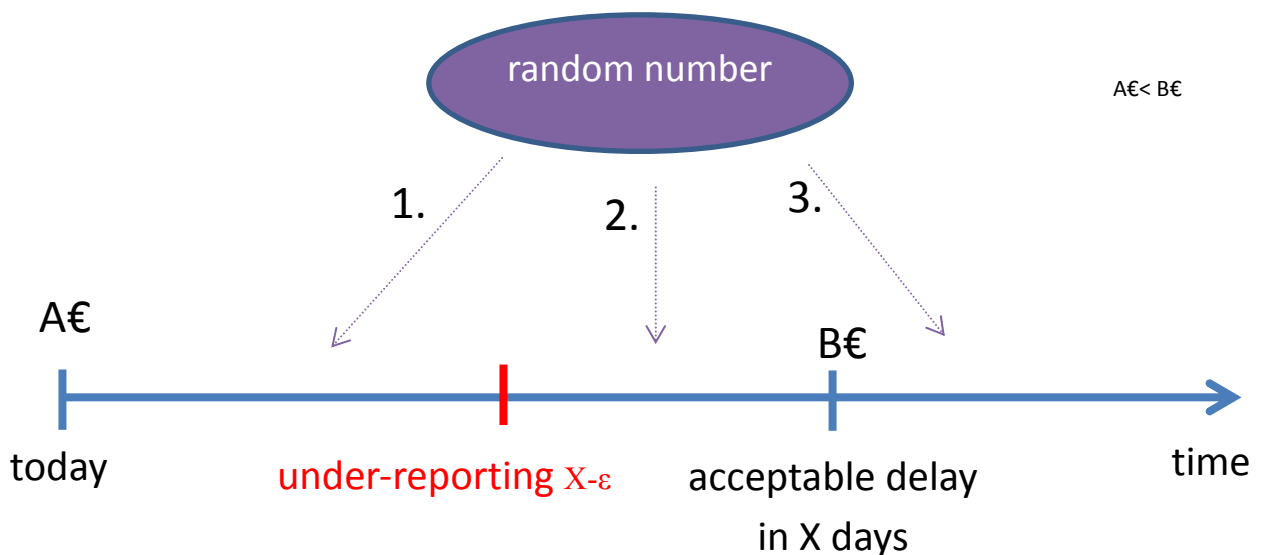 random number
A€< B€
1.
2.
3.
A€
B€
today
under-reporting X-ε
acceptable delay
in X days
time